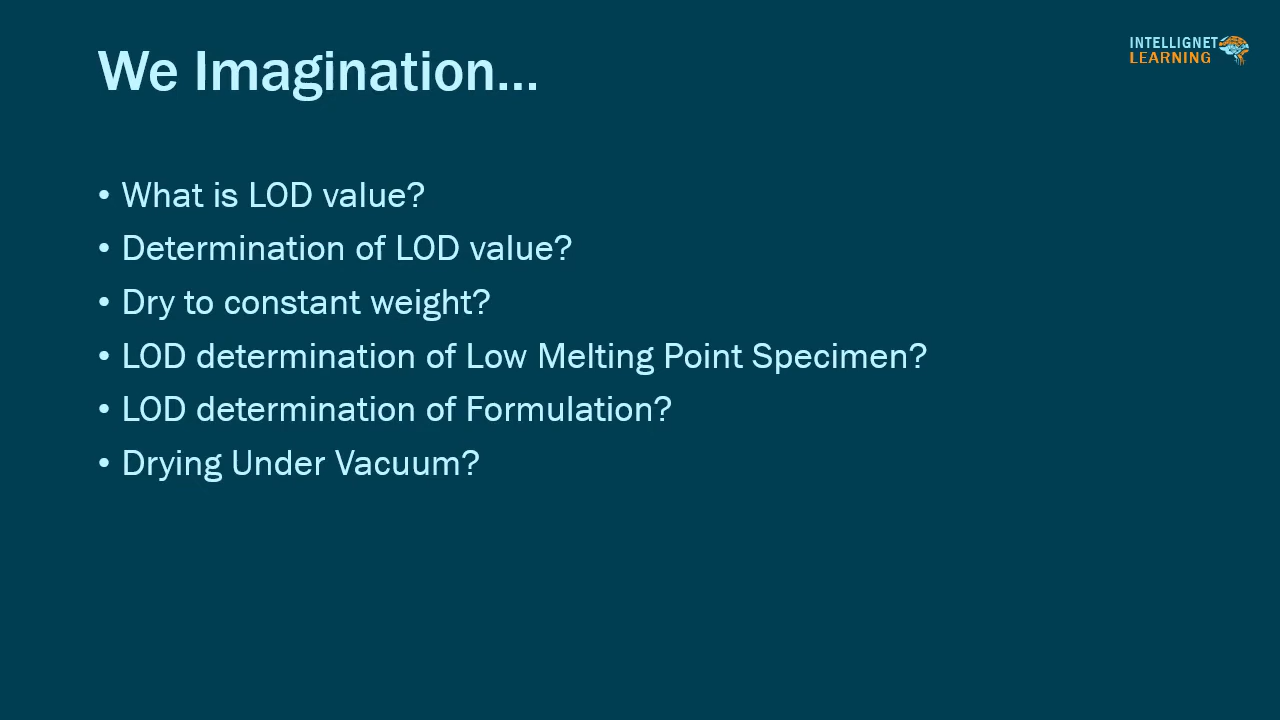 We Imagination...
INTELLIGNET
LEARNING
• What is LOD value?
• Determination of LOD value?
• Dry to constant weight?
• LOD determination of Low Melting Point Specimen?
• LOD determination of Formulation?
• Drying Under Vacuum?